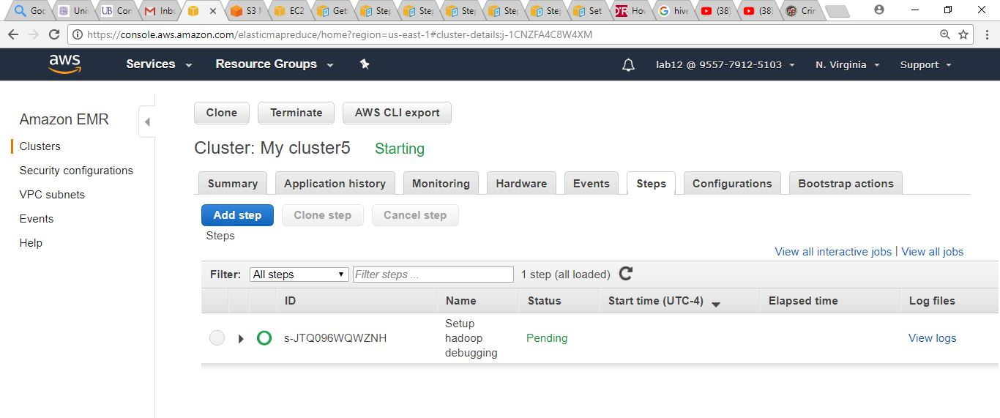 Goc Univ Con Inbo S3 M EC2 Get Step Step Step Step Step Set Hov hive (38) (38) Crir
https://console.aws.amazon.com/elasticmapreduce/home?region=us-east-1#cluster-details:j-1CNZFA4C8W4XM
aws Services Resource Groups lab12 @ 9557-7912-5103 N. Virginia Support
Amazon EMR
Clusters
Security configurations
VPC subnets
Events
Help
Clone Terminate AWS CLI export
Cluster: My cluster5 Starting
Summary Application history Monitoring Hardware Events Steps Configurations Bootstrap actions
Add step Clone step Cancel step
Steps
View all interactive jobs | View all jobs
Filter: All steps Filter steps ... 1 step (all loaded)
ID Name Status Start time (UTC-4) Elapsed time Log files
s-JTQ096WQWZNH Setup hadoop debugging Pending View logs